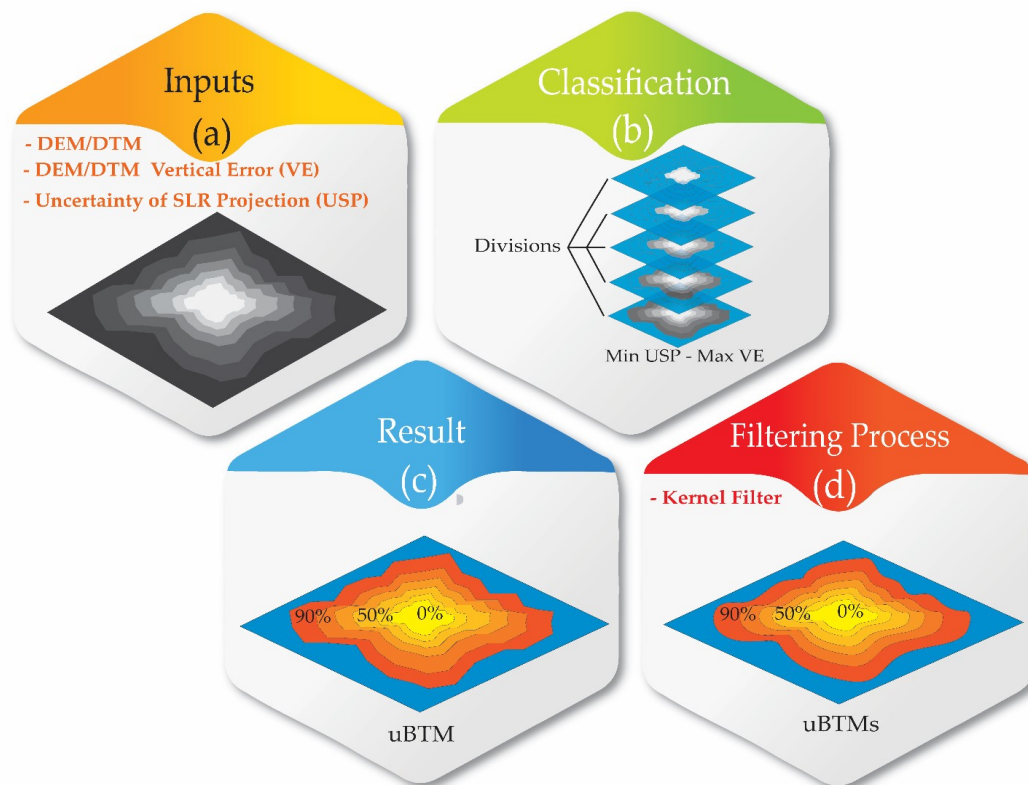 Inputs
(a)
- DEM/DTM
- DEM/DTM Vertical Error (VE)
- Uncertainty of SLR Projection (USP)
Classification
(b)
Divisions
Min USP - Max VE
Result
(c)
90% 50% 0%
uBTM
Filtering Process
(d)
- Kernel Filter
90% 50% 0%
uBTMs